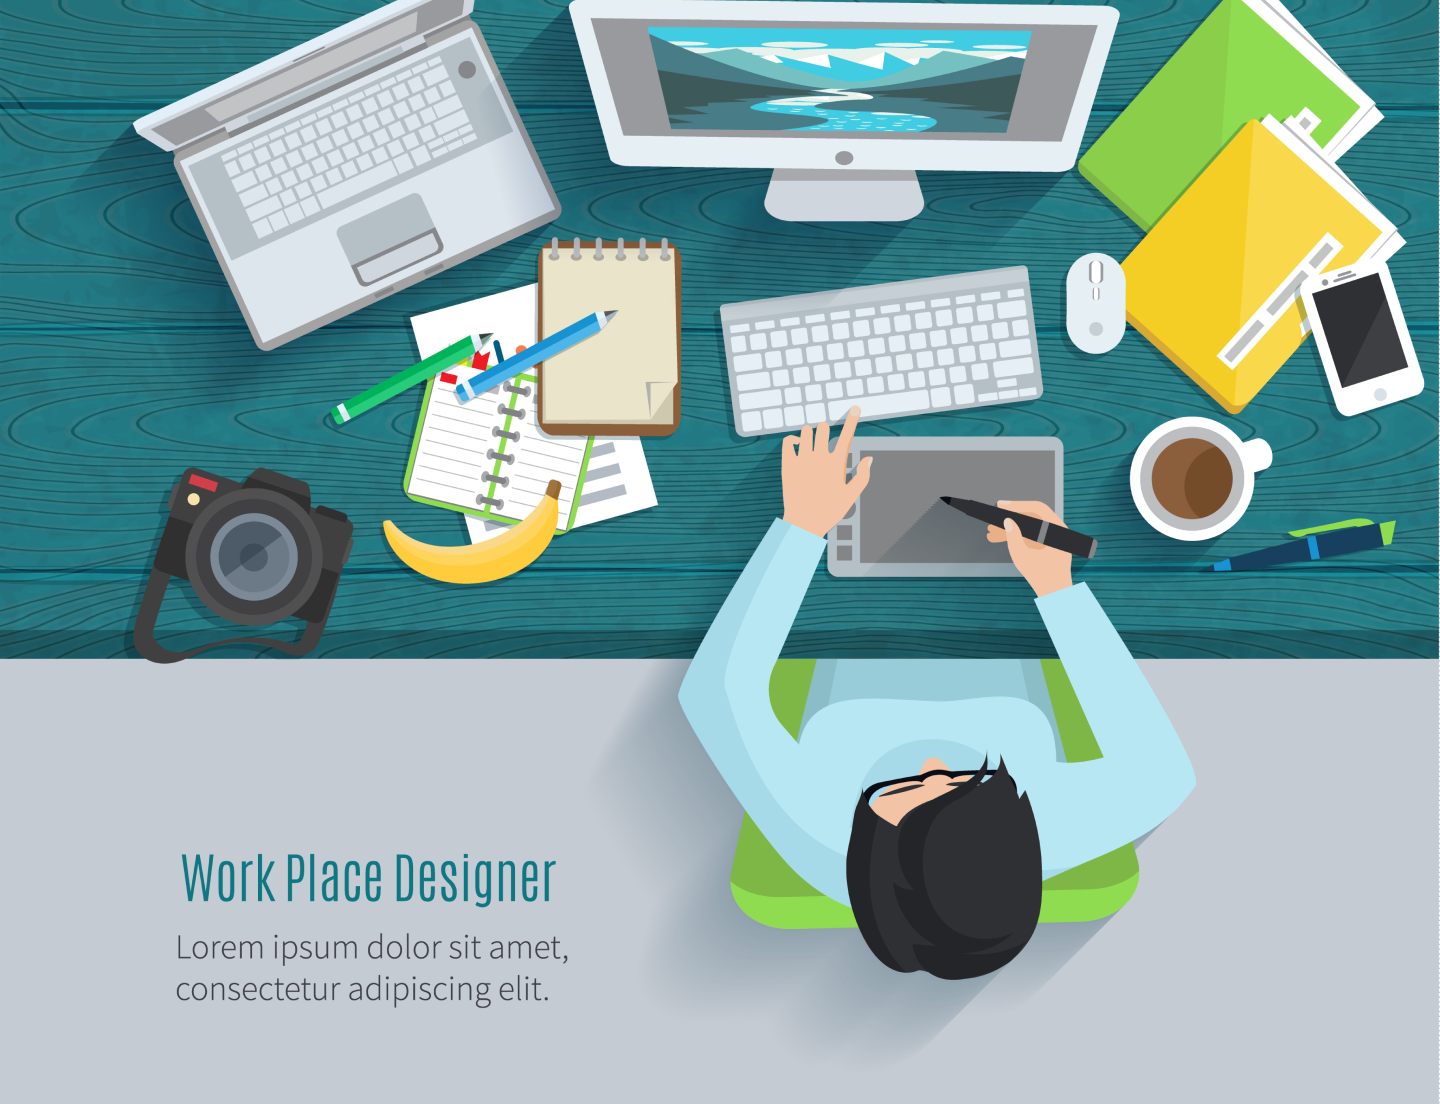 Work Place Designer
Lorem ipsum dolor sit amet,
consectetur adipiscing elit.